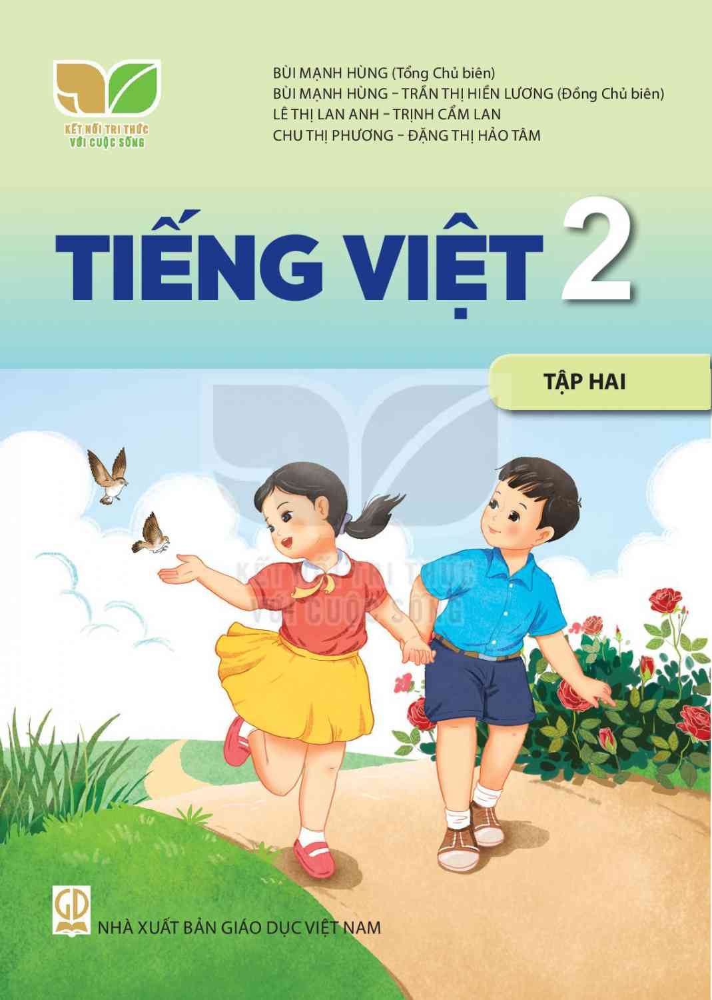 BÙI MẠNH HÙNG (Tổng Chủ biên)
BÙI MẠNH HÙNG – TRẦN THỊ HIỀN LƯƠNG (Đồng Chủ biên)
LÊ THỊ LAN ANH – TRỊNH CẨM LAN
CHU THỊ PHƯƠNG – ĐẶNG THỊ HẢO TÂM
KẾT NỐI TRI THỨC
VỚI CUỘC SỐNG
TIẾNG VIỆT 2
TẬP HAI
KẾT NỐI TRI THỨC
VỚI CUỘC SỐNG
GD
NHÀ XUẤT BẢN GIÁO DỤC VIỆT NAM